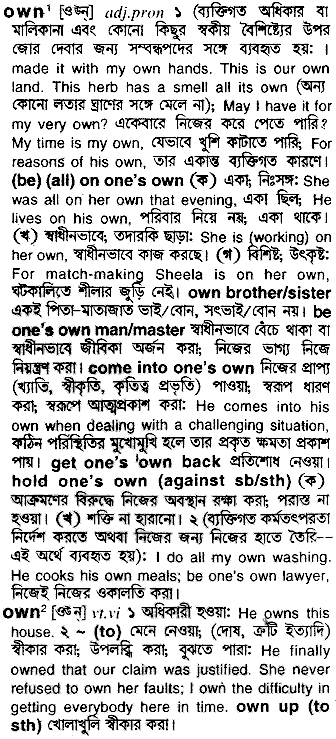 own¹ [ওউন্] adj.pron ১ (ব্যক্তিগত অধিকার বা
মালিকানা এবং কোনো কিছুর স্বকীয় বৈশিষ্ট্যের উপর
জোর দেবার জন্য সম্বন্ধপদের সঙ্গে ব্যবহৃত হয়: I
made it with my own hands. This is our own
land. This herb has a smell all its own (অন্য
কোনো লতার ঘ্রাণের সঙ্গে মেলে না); May I have it for
my very own? একেবারে নিজের করে পেতে পারি?
My time is my own, যেভাবে খুশি কাটাতে পারি; For
reasons of his own, তার একান্ত ব্যক্তিগত কারণে।
(be) (all) on one's own (ক) একা; নিঃসঙ্গ: She
was all on her own that evening, একা ছিল; He
lives on his own, পরিবার নিয়ে নয়; একা থাকে।
(খ) স্বাধীনভাবে; তদারকি ছাড়া: She is (working) on
her own, স্বাধীনভাবে কাজ করছে। (গ) বিশিষ্ট; উৎকৃষ্ট:
For match-making Sheela is on her own,
ঘটকালিতে শীলার জুড়ি নেই। own brother/sister
একই পিতা-মাতাজাত ভাই/বোন, সৎভাই/বোন নয়। be
one's own man/master স্বাধীনভাবে বেঁচে থাকা বা
স্বাধীনভাবে জীবিকা অর্জন করা; নিজের ভাগ্য নিজে
নিয়ন্ত্রণ করা। come into one's own নিজের প্রাপ্য
(খ্যাতি, স্বীকৃতি, কৃতিত্ব প্রভৃতি) পাওয়া; স্বরূপ ধারণ
করা; স্বরূপে আত্মপ্রকাশ করা: He comes into his
own when dealing with a challenging situation,
কঠিন পরিস্থিতির মুখোমুখি হলে তার প্রকৃত ক্ষমতা প্রকাশ
পায়। get one's own back প্রতিশোধ নেওয়া।
hold one's own (against sb/sth) (ক)
আক্রমণের বিরুদ্ধে নিজের অবস্থান রক্ষা করা; পরাস্ত না
হওয়া। (খ) শক্তি না হারানো। ২ (ব্যক্তিগত কর্মতৎপরতা
নির্দেশ করতে অথবা নিজের জন্য নিজের হাতে তৈরি--
এই অর্থে ব্যবহৃত হয়): I do all my own washing.
He cooks his own meals; be one's own lawyer,
নিজেই নিজের ওকালতি করা।
own² [ওউন্] vt.vi ১ অধিকারী হওয়া: He owns this
house. ২ ~ (to) মেনে নেওয়া; (দোষ, ত্রুটি ইত্যাদি)
স্বীকার করা; উপলব্ধি করা; বুঝতে পারা: He finally
owned that our claim was justified. She never
refused to own her faults; I own the difficulty in
getting everybody here in time. own up (to
sth) খোলাখুলি স্বীকার করা।